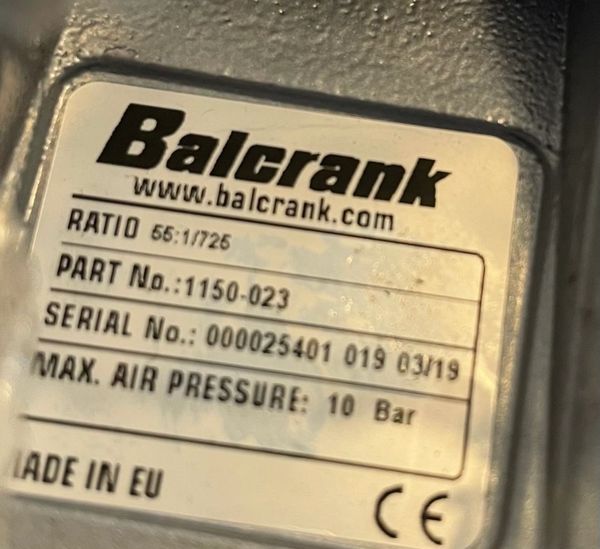 Balcrank
www.balcrank.com
RATIO 55:1/725
PART No.:1150-023
SERIAL No.: 000025401 019 03/19
MAX. AIR PRESSURE: 10 Bar
MADE IN EU
CE